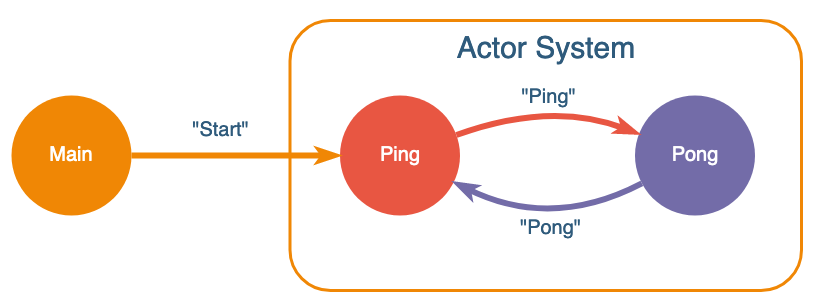 Actor System
"Ping"
"Start"
Main
Ping
Pong
"Pong"